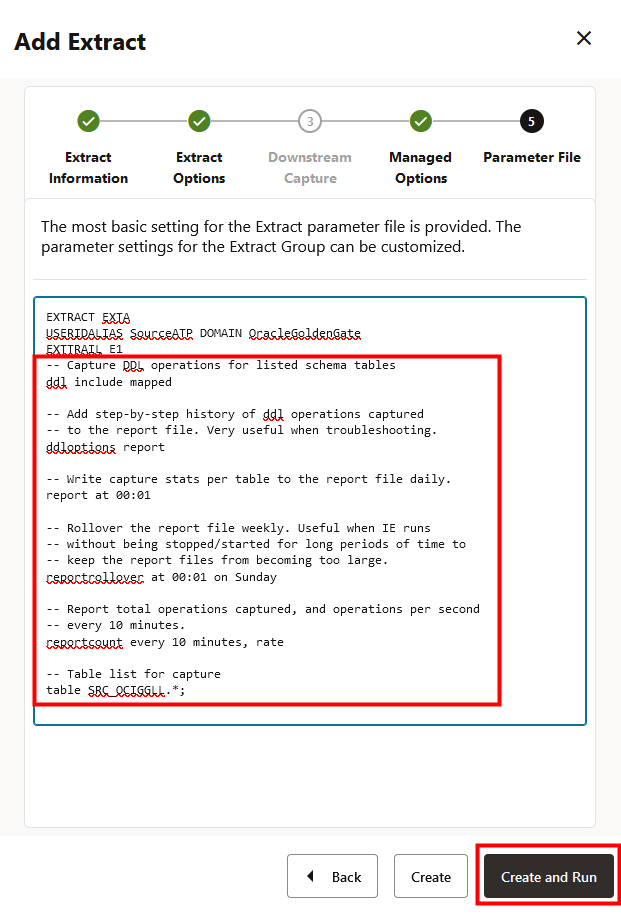 Add Extract
3
5
Extract Information
Extract Options
Downstream Capture
Managed Options
Parameter File
The most basic setting for the Extract parameter file is provided. The
parameter settings for the Extract Group can be customized.
EXTRACT EXTA
USERIDALIAS SourceATP DOMAIN OracleGoldenGate
EXTTRAIL E1
-- Capture DDL operations for listed schema tables
ddl include mapped
-- Add step-by-step history of ddl operations captured
-- to the report file. Very useful when troubleshooting.
ddloptions report
-- Write capture stats per table to the report file daily.
report at 00:01
-- Rollover the report file weekly. Useful when IE runs
-- without being stopped/started for long periods of time to
-- keep the report files from becoming too large.
reportrollover at 00:01 on Sunday
-- Report total operations captured, and operations per second
-- every 10 minutes.
reportcount every 10 minutes, rate
-- Table list for capture
table SRC_OCIGGLL.*;
Back
Create
Create and Run